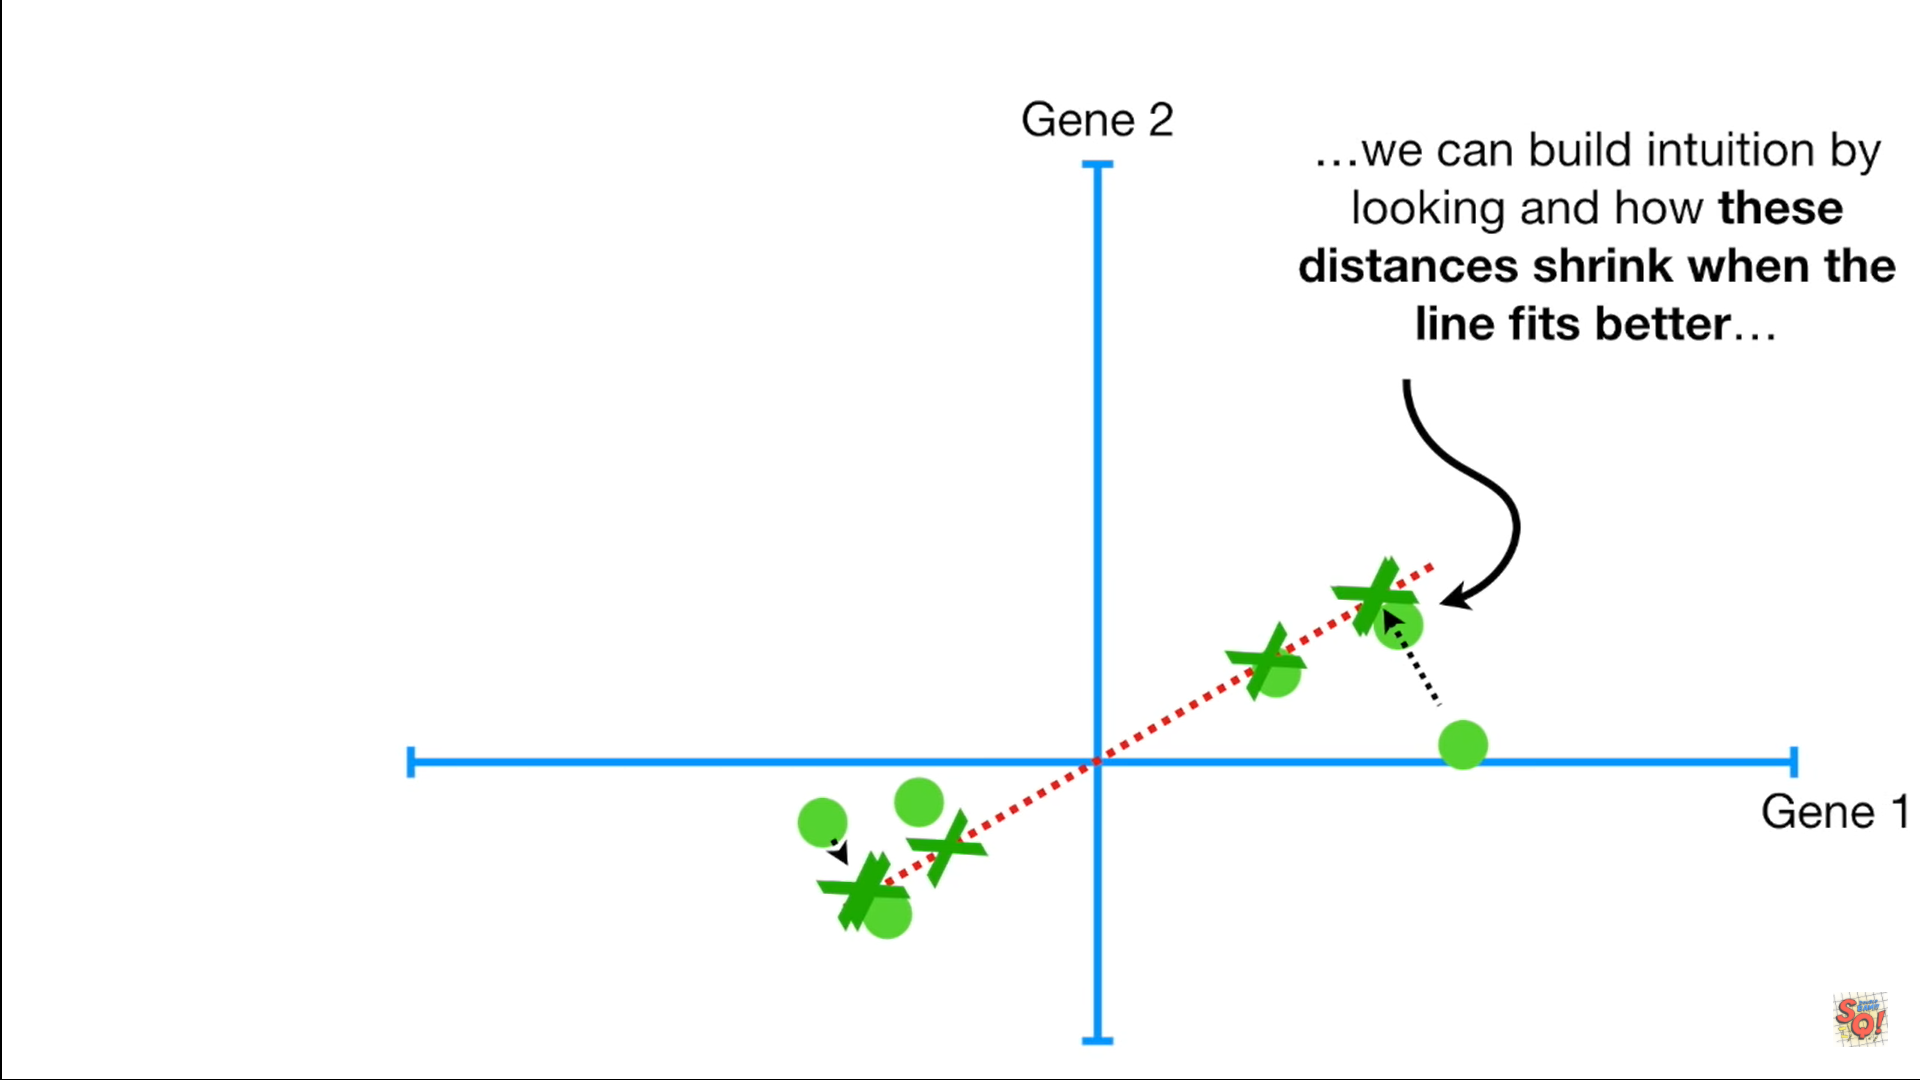 Gene 2
…we can build intuition by
looking and how these
distances shrink when the
line fits better…
Gene 1
SQ!